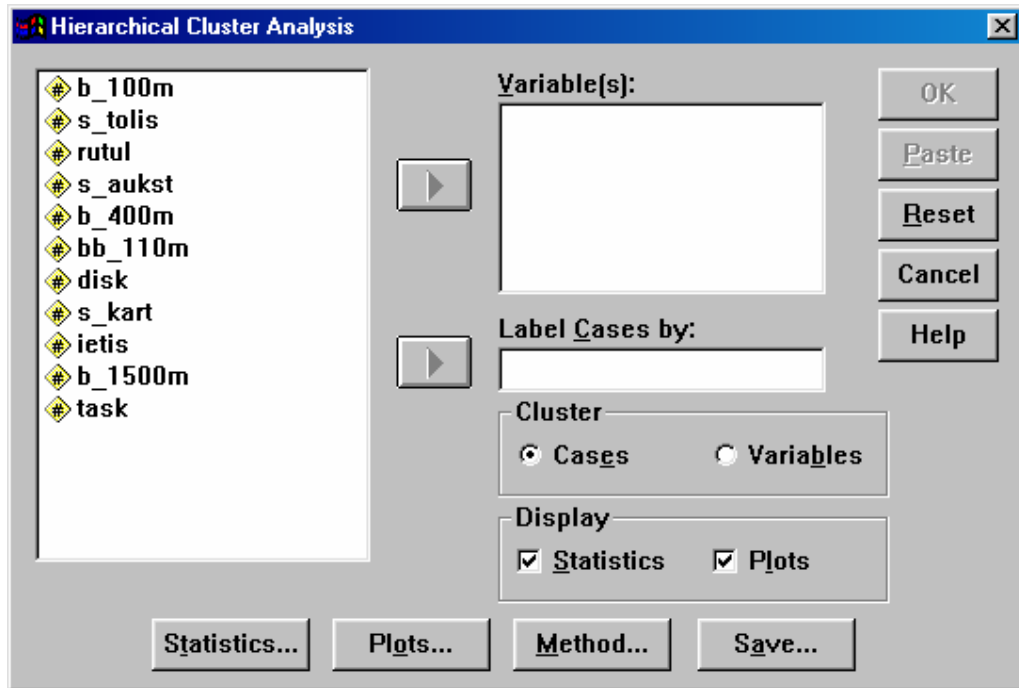 Hierarchical Cluster Analysis
b_100m
s_tolis
rutul
s_aukst
b_400m
bb_110m
disk
s_kart
ietis
b_1500m
task
Variable(s):
Label Cases by:
Cluster
Cases
Variables
Display
Statistics
Plots
OK
Paste
Reset
Cancel
Help
Statistics...
Plots...
Method...
Save...